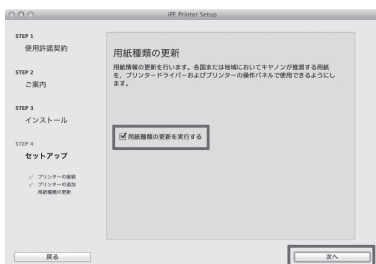 iPF Printer Setup
STEP 1
使用許諾契約
STEP 2
ご案内
STEP 3
インストール
STEP 4
セットアップ
プリンターの接続
プリンターの追加
用紙種類の更新
用紙種類の更新
用紙情報の更新を行います。各国または地域においてキヤノンが推奨する用紙
を、プリンタードライバーおよびプリンターの操作パネルで使用できるようにし
ます。
用紙種類の更新を実行する
戻る
次へ